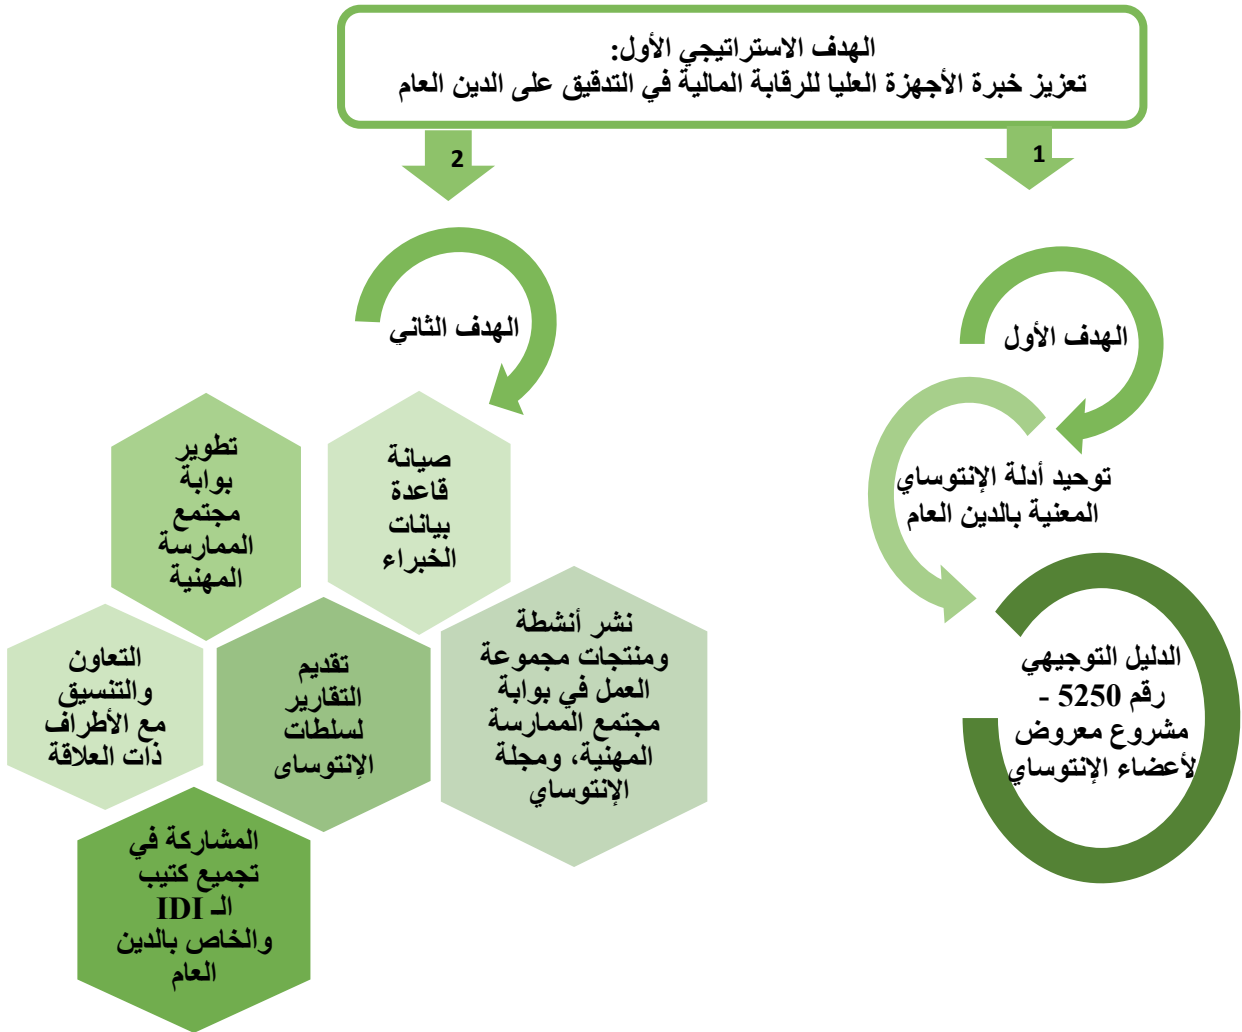 الهدف الاستراتيجي الأول:
تعزيز خبرة الأجهزة العليا للرقابة المالية في التدقيق على الدين العام
1
2
الهدف الأول
توحيد أدلة الإنتوساي
المعنية بالدين العام
الدليل التوجيهي
رقم 5250 -
مشروع معروض
لأعضاء الإنتوساي
الهدف الثاني
صيانة
قاعدة
بيانات
الخبراء
تطوير
بوابة
مجتمع
الممارسة
المهنية
نشر أنشطة
ومنتجات مجموعة
العمل في بوابة
مجتمع الممارسة
المهنية، ومجلة
الإنتوساي
تقديم
التقارير
لسلطات
الإنتوساى
التعاون
والتنسيق
مع الأطراف
ذات العلاقة
المشاركة في
تجميع كتيب
الـ IDI
والخاص بالدين
العام